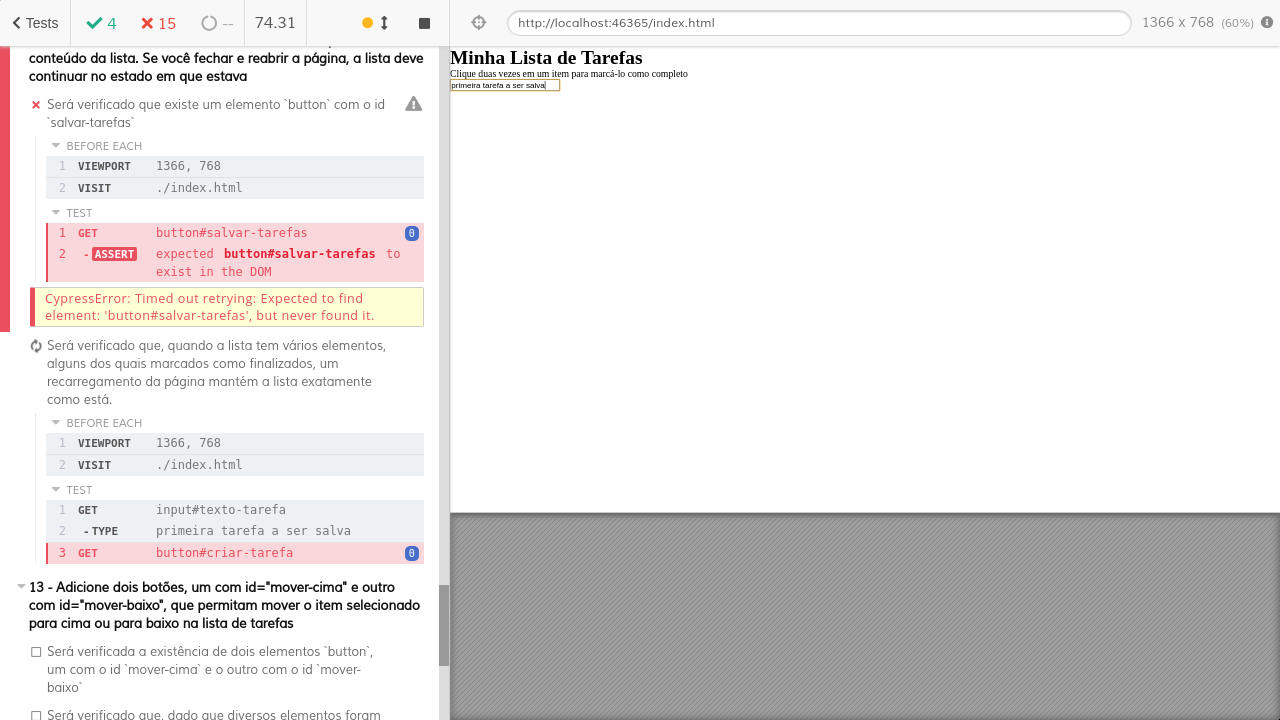 Tests 4 15 -- 74.31 http://localhost:46365/index.html 1366 x 768 (60%)
conteúdo da lista. Se você fechar e reabrir a página, a lista deve
continuar no estado em que estava
Será verificado que existe um elemento `button` com o id
`salvar-tarefas`
BEFORE EACH
1 VIEWPORT 1366, 768
2 VISIT ./index.html
TEST
1 GET button#salvar-tarefas 0
2 -ASSERT expected button#salvar-tarefas to
exist in the DOM
CypressError: Timed out retrying: Expected to find
element: 'button#salvar-tarefas', but never found it.
Será verificado que, quando a lista tem vários elementos,
alguns dos quais marcados como finalizados, um
recarregamento da página mantém a lista exatamente
como está.
BEFORE EACH
1 VIEWPORT 1366, 768
2 VISIT ./index.html
TEST
1 GET input#texto-tarefa
2 -TYPE primeira tarefa a ser salva
3 GET button#criar-tarefa 0
13 - Adicione dois botões, um com id="mover-cima" e outro
com id="mover-baixo", que permitam mover o item selecionado
para cima ou para baixo na lista de tarefas
Será verificada a existência de dois elementos `button`,
um com o id `mover-cima` e o outro com o id `mover-
baixo`
Será verificado que, dado que diversos elementos foram
Minha Lista de Tarefas
Clique duas vezes em um item para marcá-lo como completo
primeira tarefa a ser salva